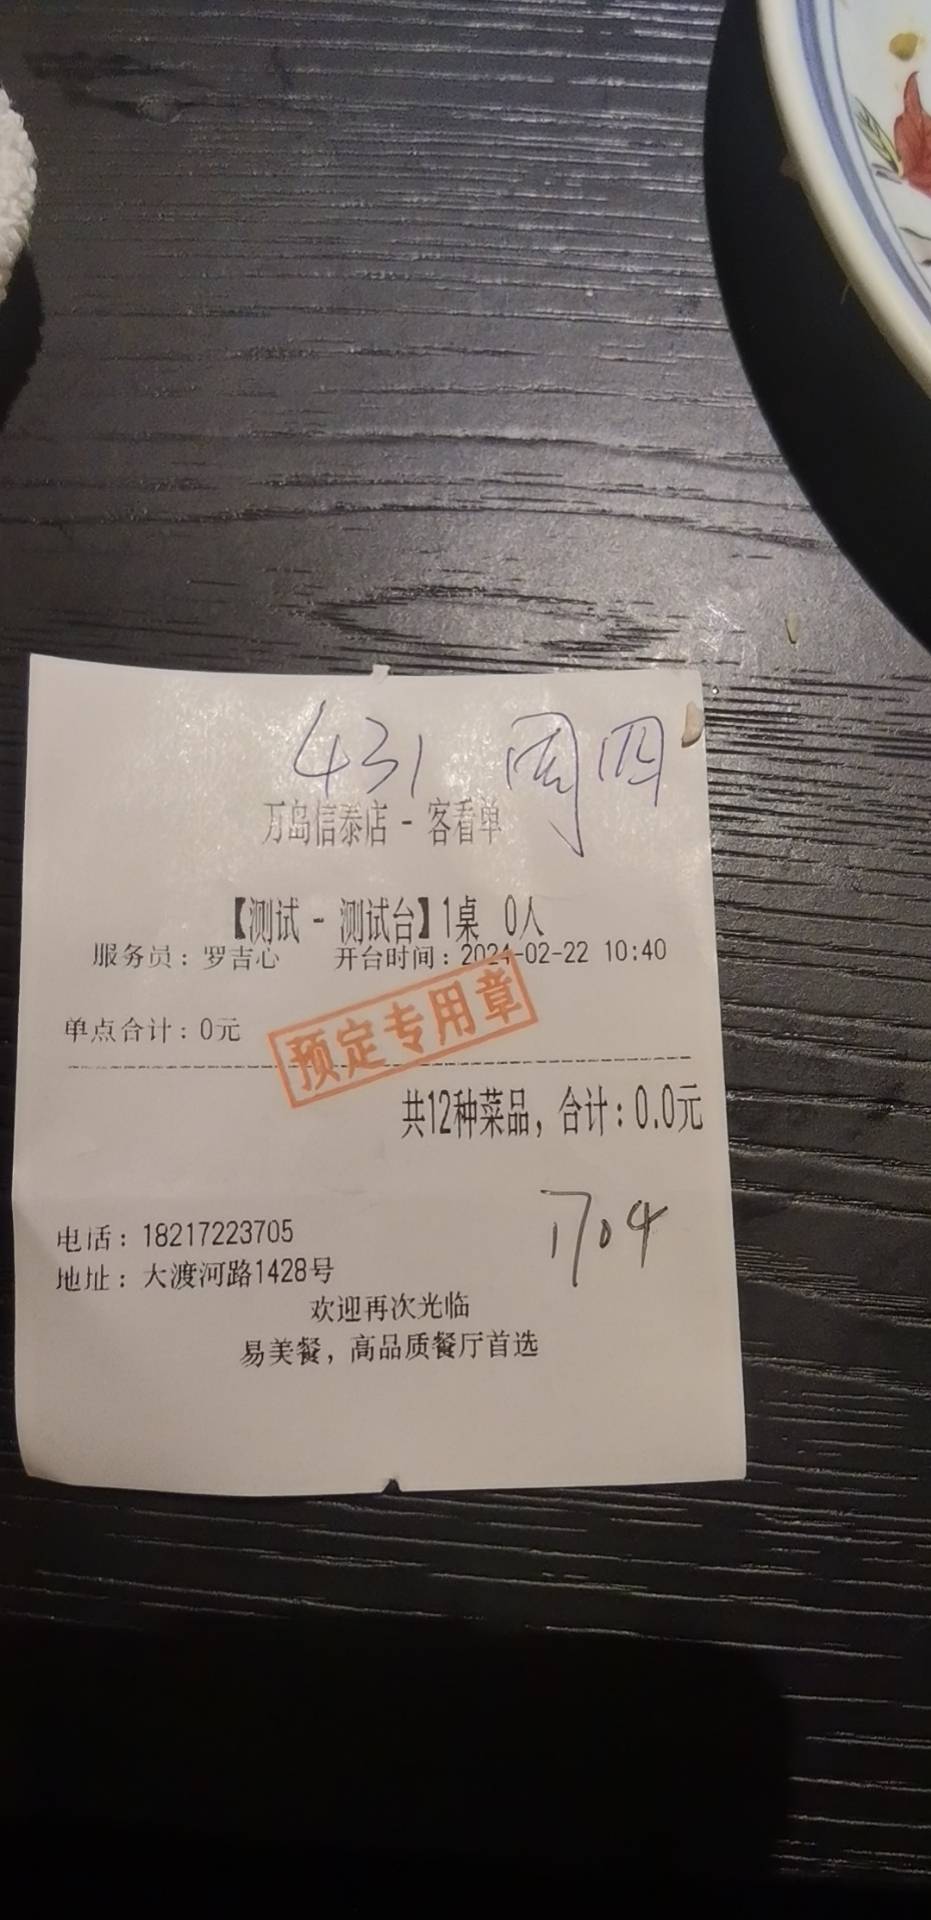 431 周四
万岛信泰店 - 客看单
【测试 - 测试台】1桌 0人
服务员：罗吉心 开台时间：2024-02-22 10:40
单点合计：0元
预定专用章
共12种菜品，合计：0.0元
1704
电话：18217223705
地址：大渡河路1428号
欢迎再次光临
易美餐，高品质餐厅首选